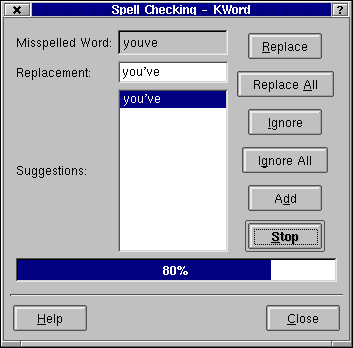 Spell Checking - KWord
?
Misspelled Word: youve
Replace
Replacement: you've
Replace All
you've
Ignore
Ignore All
Suggestions:
Add
Stop
80%
Help
Close